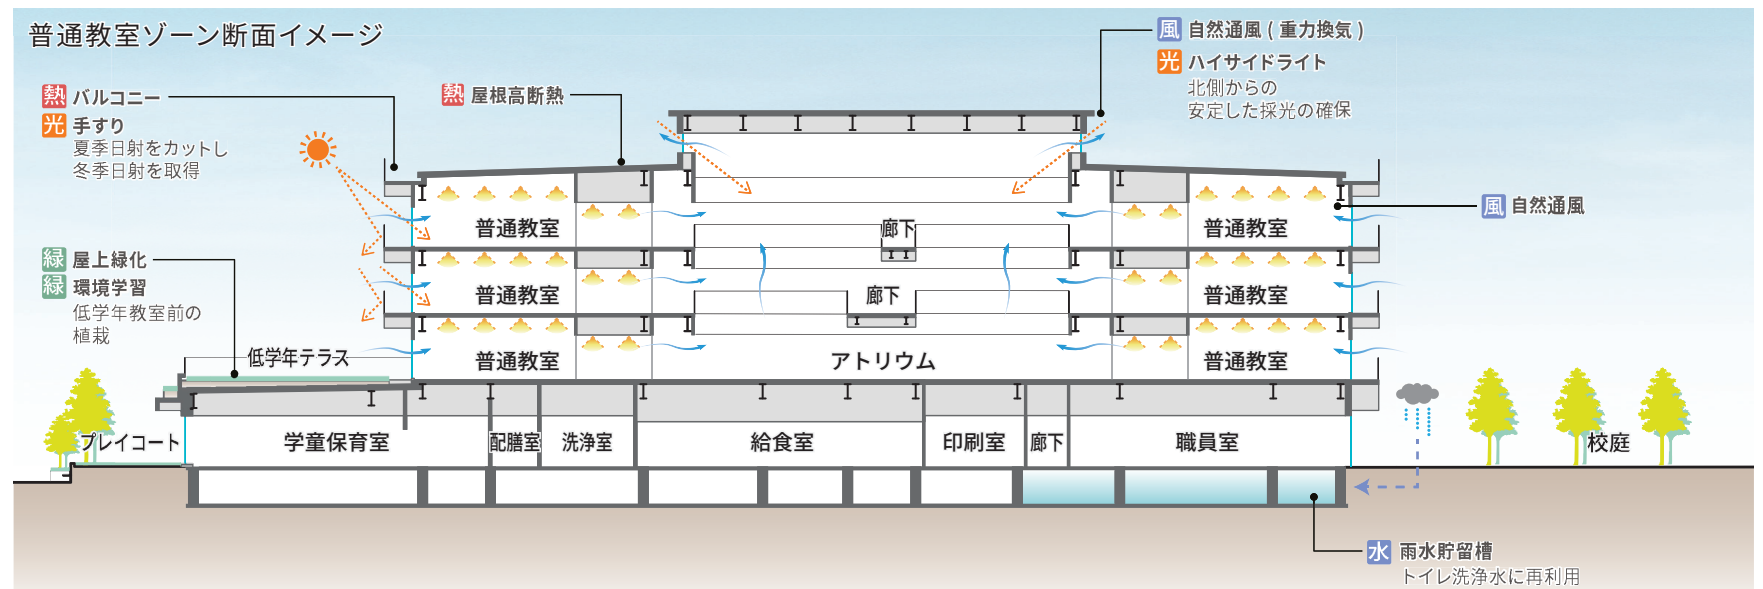 普通教室ゾーン断面イメージ
風 自然通風 ( 重力換気 )
光 ハイサイドライト
北側からの
安定した採光の確保
熱 バルコニー
光 手すり
夏季日射をカットし
冬季日射を取得
熱 屋根高断熱
風 自然通風
緑 屋上緑化
緑 環境学習
低学年教室前の
植栽
普通教室
廊下
普通教室
普通教室
廊下
普通教室
低学年テラス
普通教室
アトリウム
普通教室
プレイコート
学童保育室
配膳室
洗浄室
給食室
印刷室
廊下
職員室
校庭
水 雨水貯留槽
トイレ洗浄水に再利用